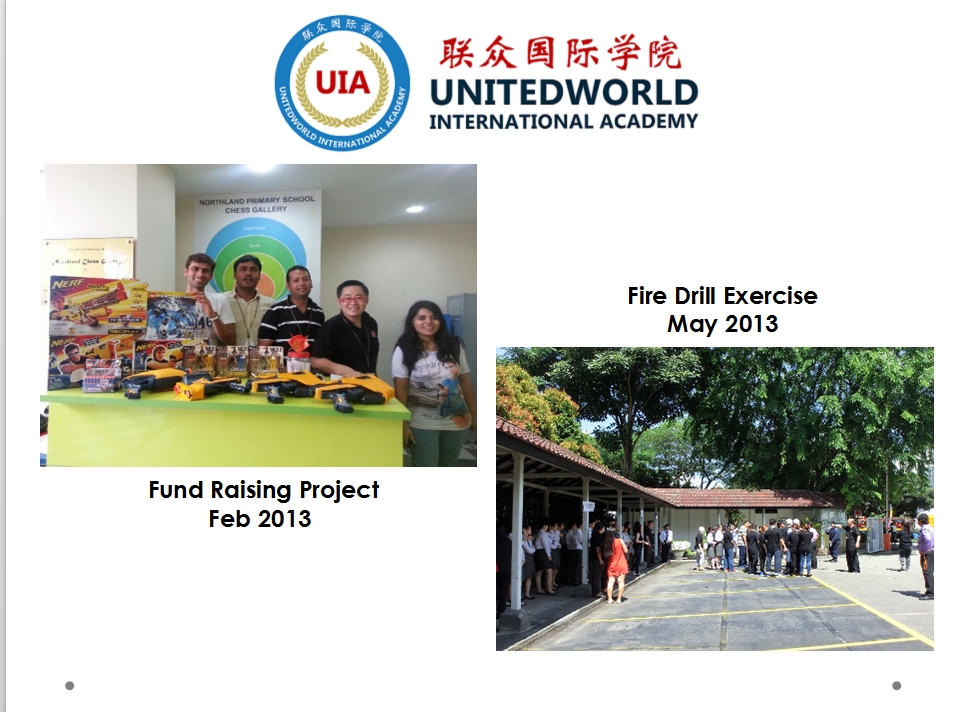 联众国际学院
UIA
UNITEDWORLD INTERNATIONAL ACADEMY
联众国际学院
UNITEDWORLD
INTERNATIONAL ACADEMY
NORTHLAND PRIMARY SCHOOL
CHESS GALLERY
NERF
NERF
NERF
Fund Raising Project
Feb 2013
Fire Drill Exercise
May 2013